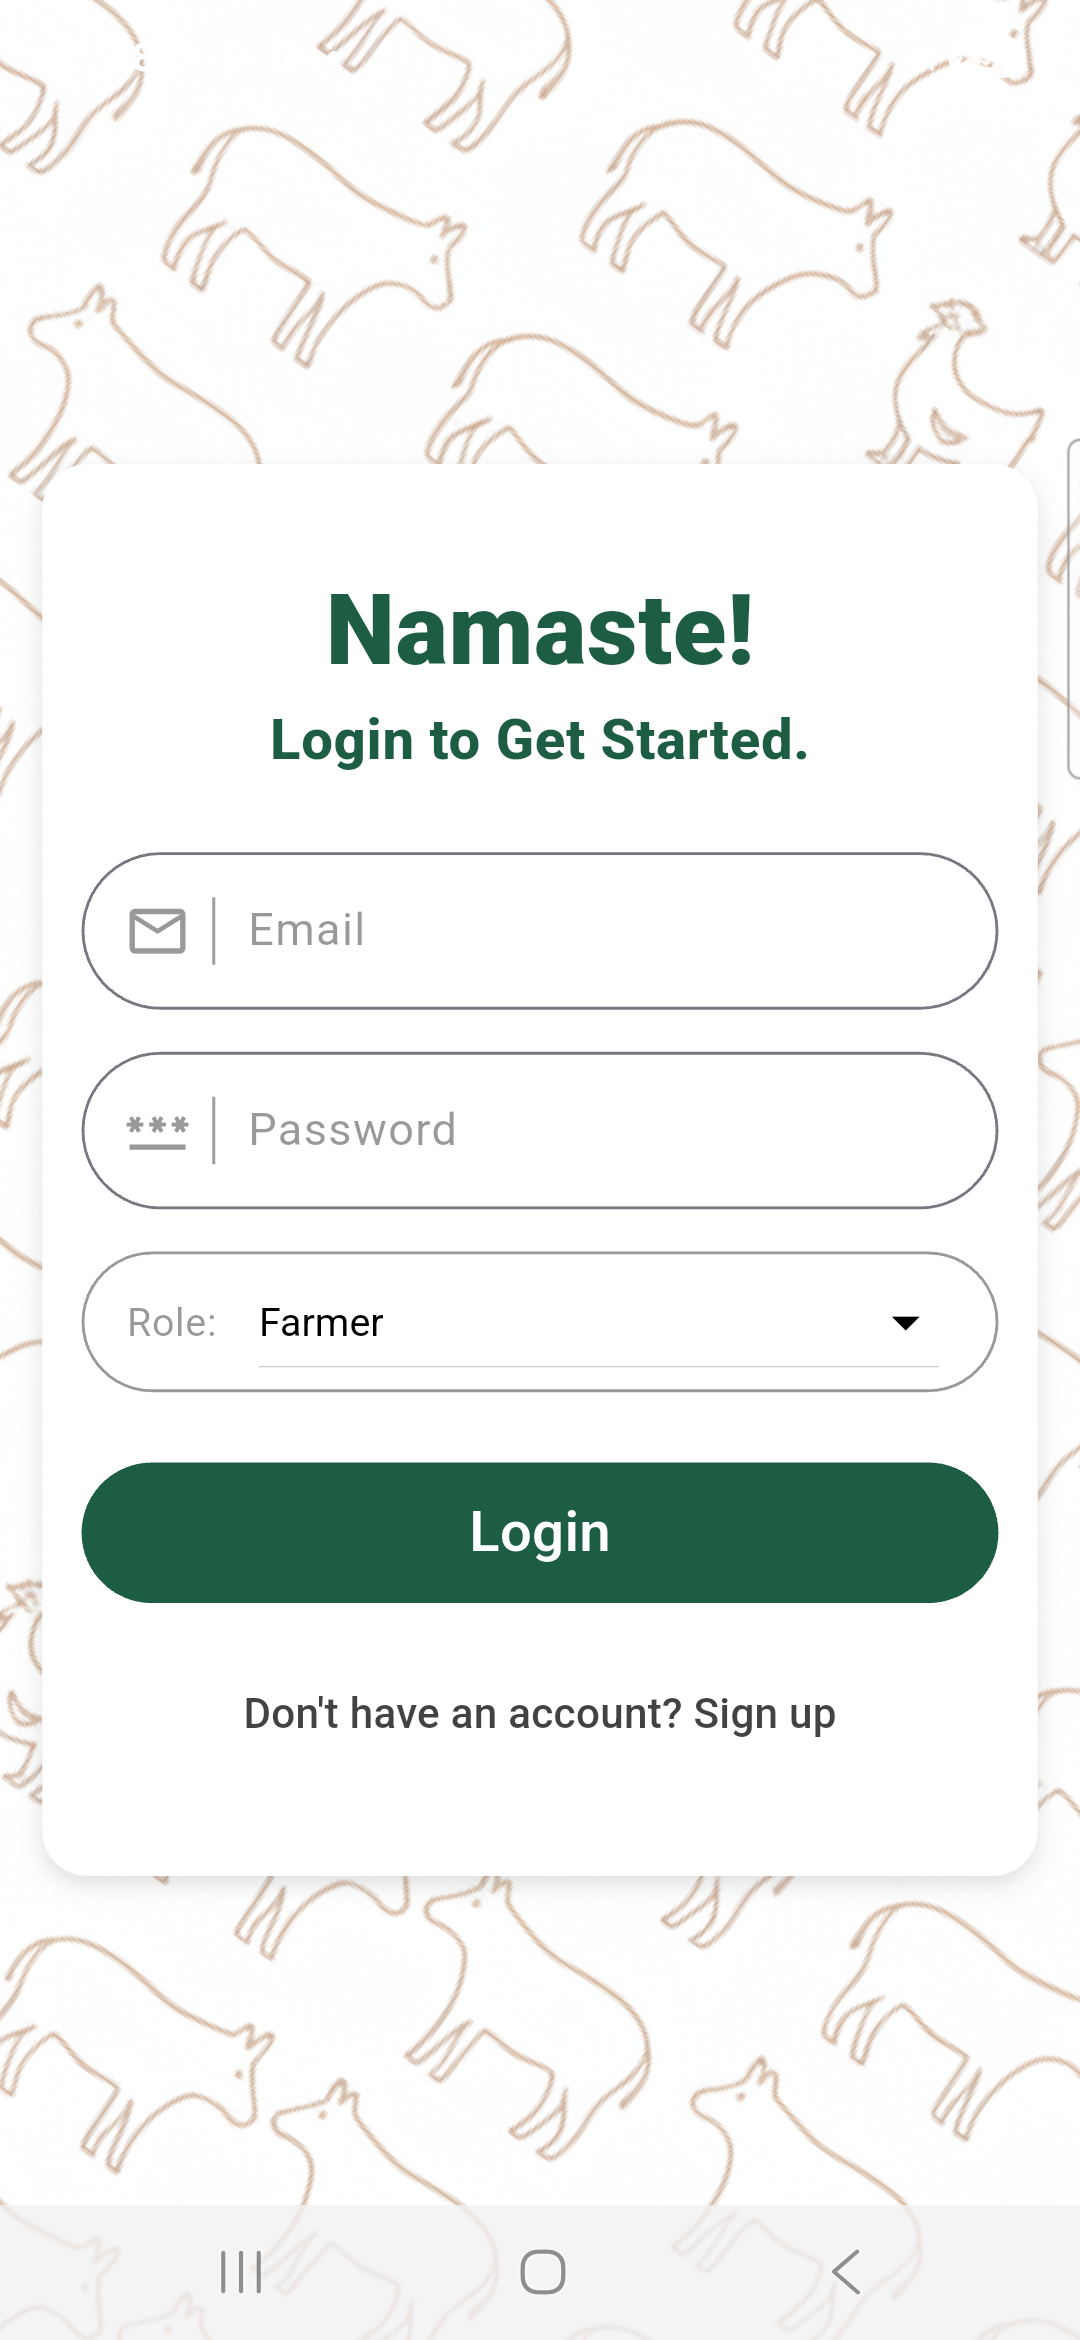 Namaste!
Login to Get Started.
Email
*** Password
Role: Farmer
Login
Don't have an account? Sign up